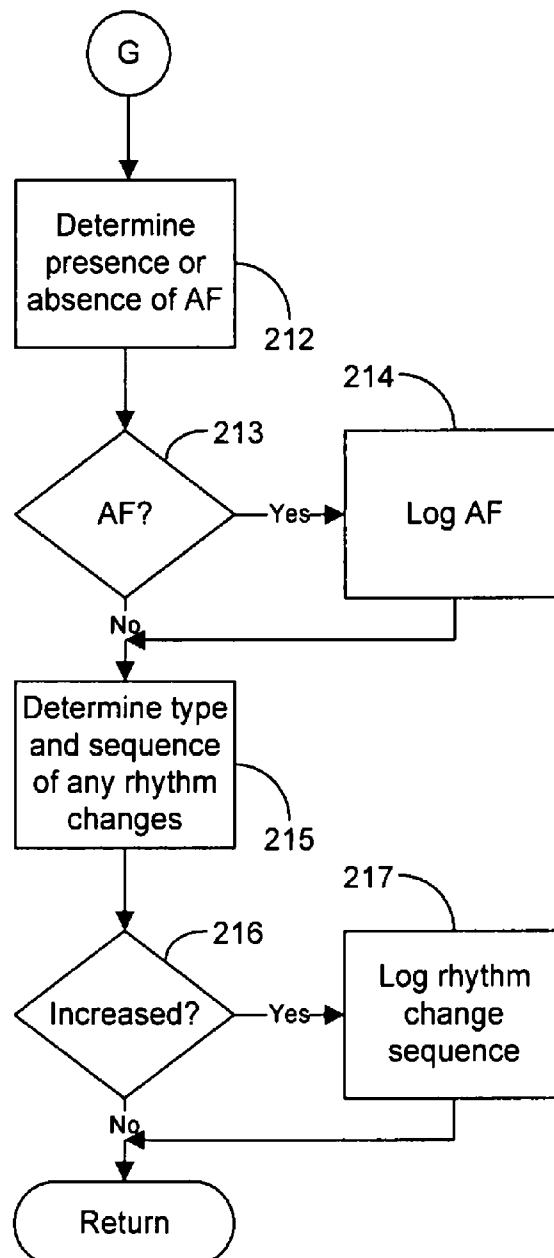 G
Determine
presence or
absence of AF
212
213
AF?
Yes
214
Log AF
No
Determine type
and sequence
of any rhythm
changes
215
216
Increased?
Yes
217
Log rhythm
change
sequence
No
Return